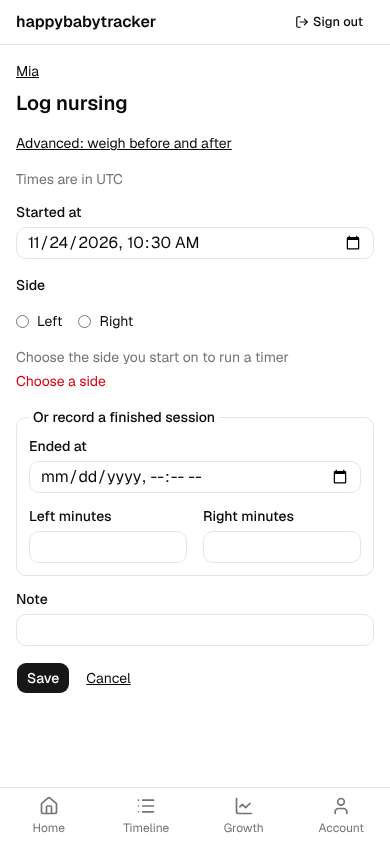 happybabytracker
Sign out
Mia
Log nursing
Advanced: weigh before and after
Times are in UTC
Started at
11/24/2026, 10:30 AM
Side
Left
Right
Choose the side you start on to run a timer
Choose a side
Or record a finished session
Ended at
mm/dd/yyyy, --:-- --
Left minutes
Right minutes
Note
Save
Cancel
Home
Timeline
Growth
Account